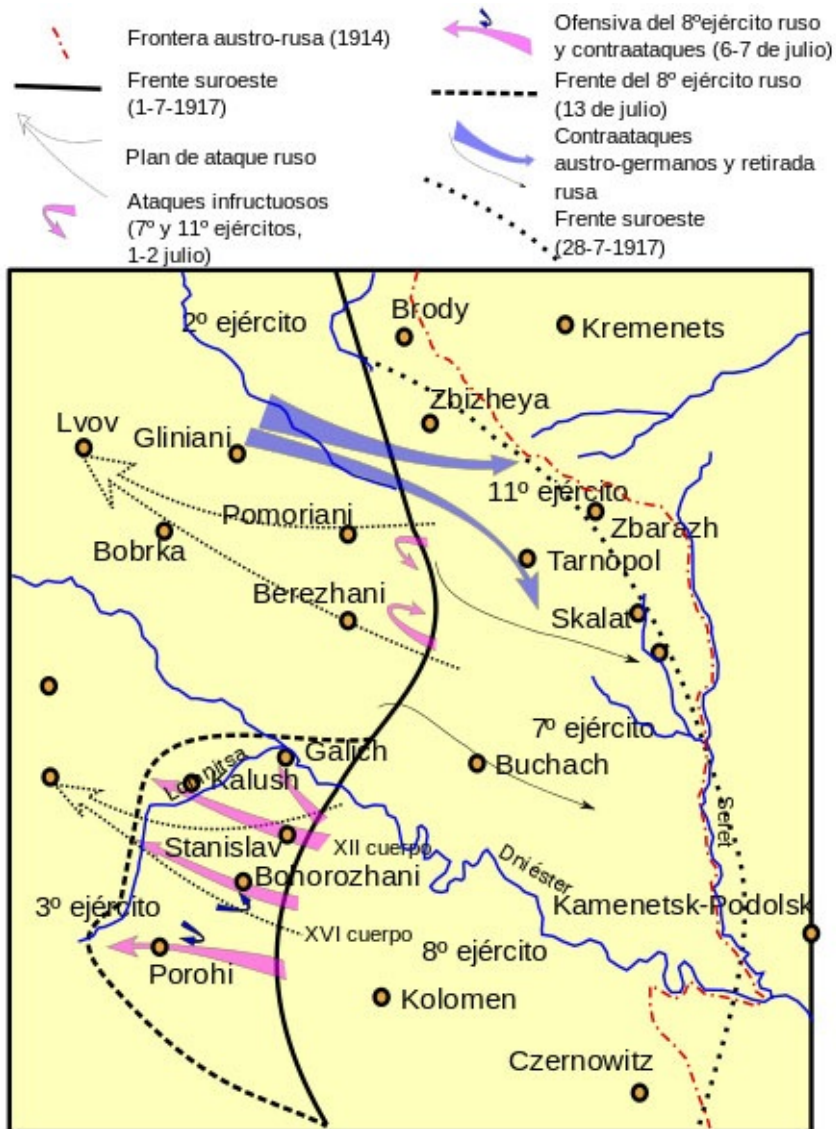 Frontera austro-rusa (1914)
Frente suroeste
(1-7-1917)
Plan de ataque ruso
Ataques infructuosos
(7º y 11º ejércitos,
1-2 julio)
Ofensiva del 8ºejército ruso
y contraataques (6-7 de julio)
Frente del 8º ejército ruso
(13 de julio)
Contraataques
austro-germanos y retirada
rusa
Frente suroeste
(28-7-1917)
2º ejército
Brody
Kremenets
Zbizheya
Lvov
Gliniani
11º ejército
Pomoriani
Zbarazh
Bobrka
Tarnopol
Berezhani
Skalat
7º ejército
Galich
Lomnitsa
Kalush
Buchach
Seret
Stanislav
XII cuerpo
Dniéster
Bohorozhani
Kamenetsk-Podolsk
3º ejército
XVI cuerpo
8º ejército
Porohi
Kolomen
Czernowitz